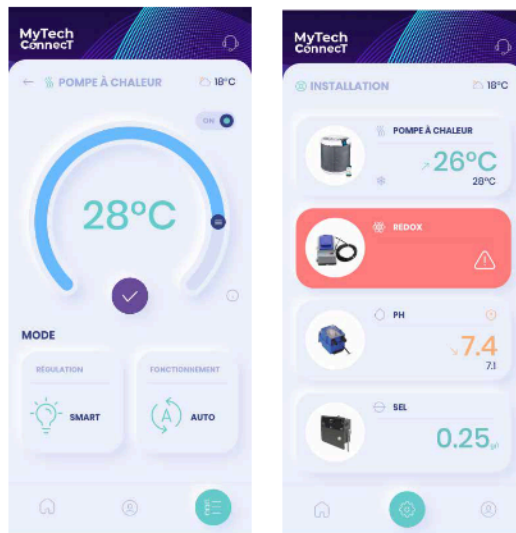 MyTech
ConnecT
POMPE À CHALEUR
18°C
ON
28°C
MODE
RÉGULATION
SMART
FONCTIONNEMENT
A
AUTO
MyTech
ConnecT
INSTALLATION
18°C
POMPE À CHALEUR
26°C
28°C
REDOX
PH
7.4
7.1
SEL
0.25